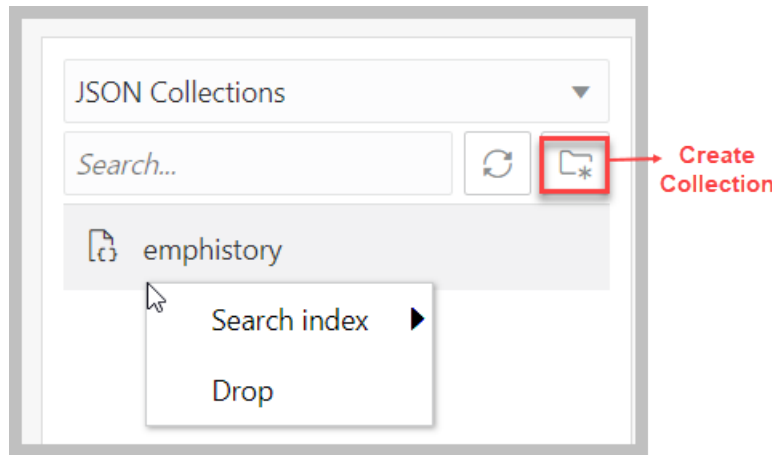 JSON Collections
Search...
Create
Collection
emphistory
Search index
Drop